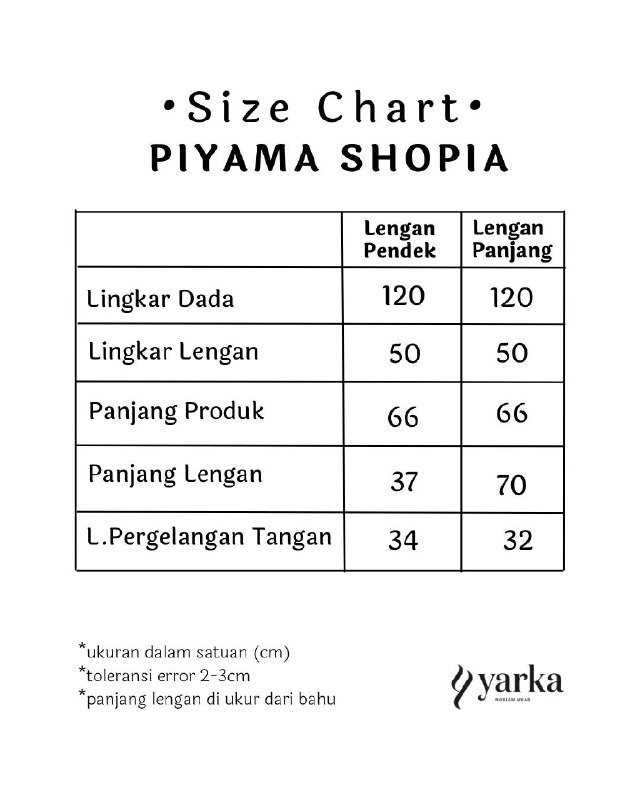 •Size Chart•
PIYAMA SHOPIA
Lengan Pendek Lengan Panjang
Lingkar Dada 120 120
Lingkar Lengan 50 50
Panjang Produk 66 66
Panjang Lengan 37 70
L.Pergelangan Tangan 34 32
*ukuran dalam satuan (cm)
*toleransi error 2-3cm
*panjang lengan di ukur dari bahu
yarka
MOSLEM WEAR